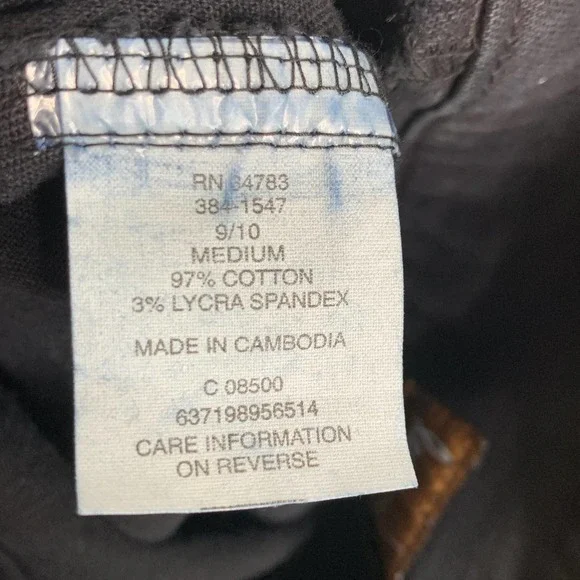 RN 64783
384-1547
9/10
MEDIUM
97% COTTON
3% LYCRA SPANDEX
MADE IN CAMBODIA
C 08500
637198956514
CARE INFORMATION
ON REVERSE